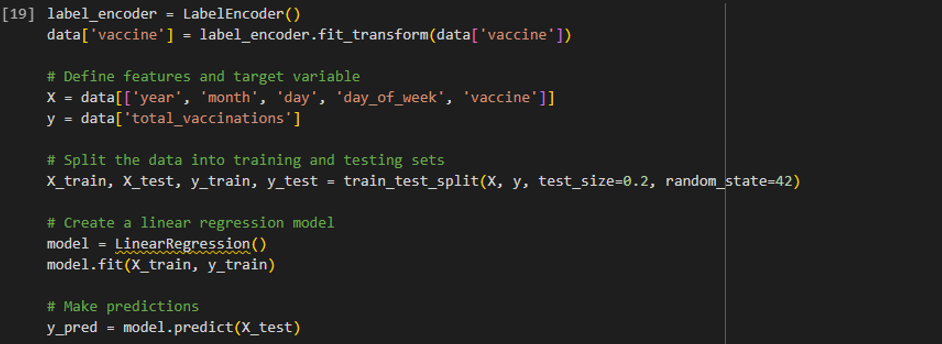 [19] label_encoder = LabelEncoder()
data['vaccine'] = label_encoder.fit_transform(data['vaccine'])
# Define features and target variable
X = data[['year', 'month', 'day', 'day_of_week', 'vaccine']]
y = data['total_vaccinations']
# Split the data into training and testing sets
X_train, X_test, y_train, y_test = train_test_split(X, y, test_size=0.2, random_state=42)
# Create a linear regression model
model = LinearRegression()
model.fit(X_train, y_train)
# Make predictions
y_pred = model.predict(X_test)